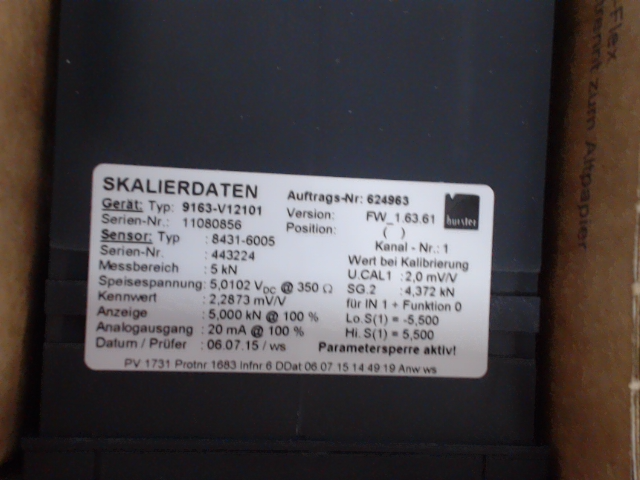 SKALIERDATEN
Gerät: Typ: 9163-V12101
Serien-Nr.: 11080856
Sensor: Typ : 8431-6005
Serien-Nr. : 443224
Messbereich : 5 kN
Speisespannung: 5,0102 VDC @ 350 Ω
Kennwert : 2,2873 mV/V
Anzeige : 5,000 kN @ 100 %
Analogausgang : 20 mA @ 100 %
Datum / Prüfer : 06.07.15 / ws
Auftrags-Nr: 624963
Version: FW_1.63.61
Position: ( )
Kanal - Nr.: 1
Wert bei Kalibrierung
U.CAL1 : 2,0 mV/V
SG.2 : 4,372 kN
für IN 1 + Funktion 0
Lo.S(1) = -5,500
Hi. S(1) = 5,500
Parametersperre aktiv!
burster
PV 1731 Protnr 1683 Infnr 6 DDat 06 07 15 14 49 19 Anw ws
-Flex
zum Altpapier